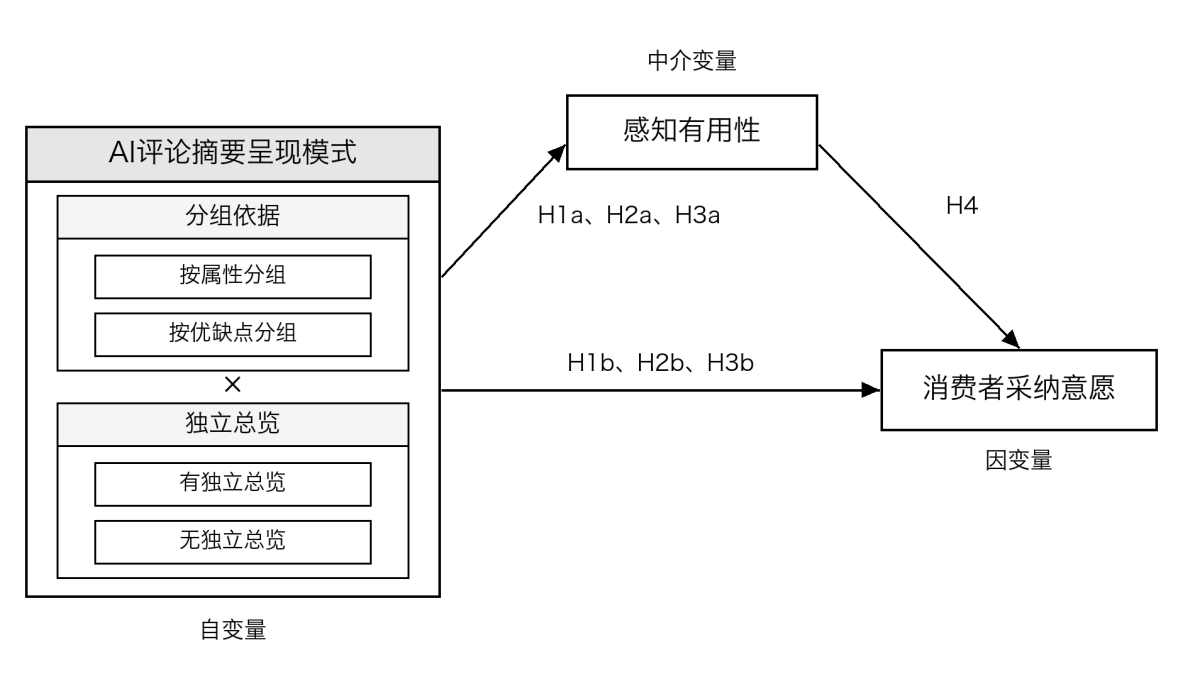 中介变量
感知有用性
AI评论摘要呈现模式
分组依据
按属性分组
按优缺点分组
×
独立总览
有独立总览
无独立总览
自变量
H1a、H2a、H3a
H4
H1b、H2b、H3b
消费者采纳意愿
因变量